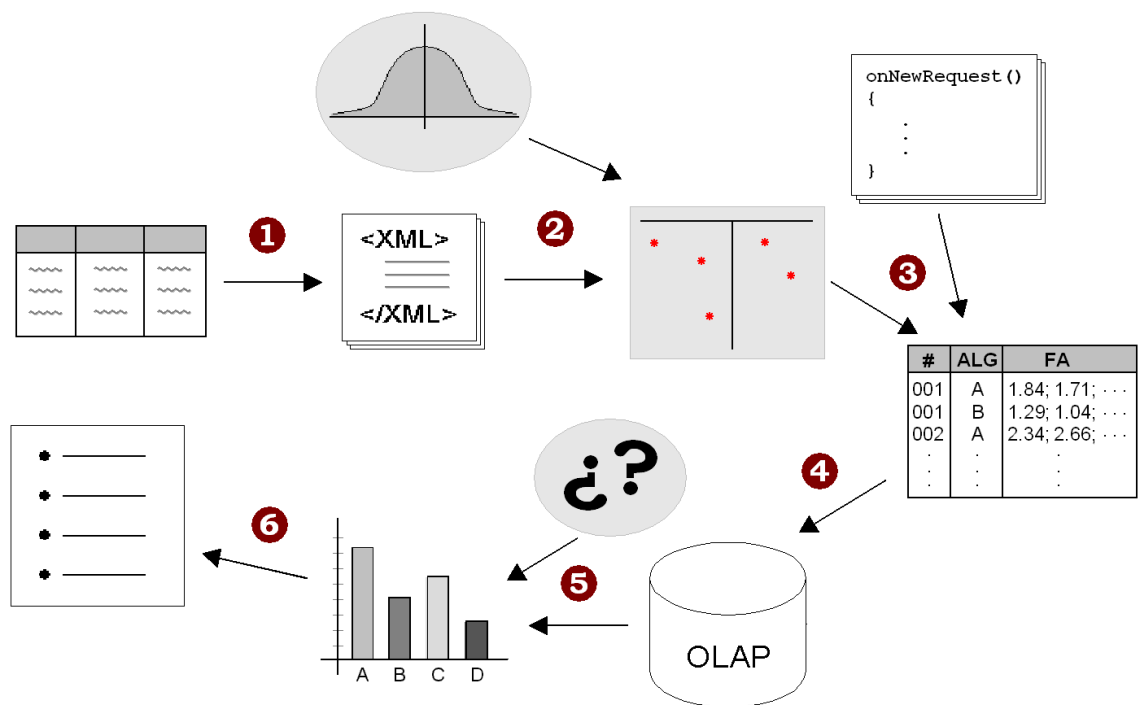 onNewRequest()
{
.
.
.
}
1
<XML>
</XML>
2
3
# ALG FA
001 A 1.84; 1.71; · · ·
001 B 1.29; 1.04; · · ·
002 A 2.34; 2.66; · · ·
. . .
. . .
. . .
4
¿?
5
6
A B C D
OLAP